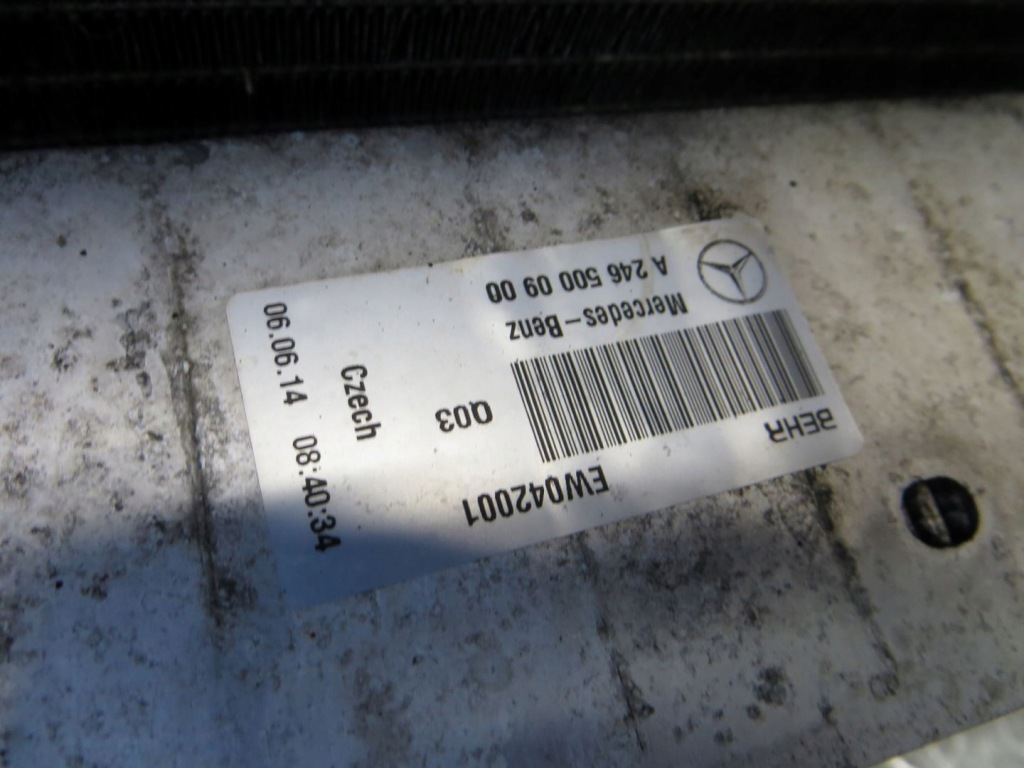 BEHR
EW042001
Q03
Mercedes-Benz
A 246 500 09 00
Czech
06.06.14 08:40:34